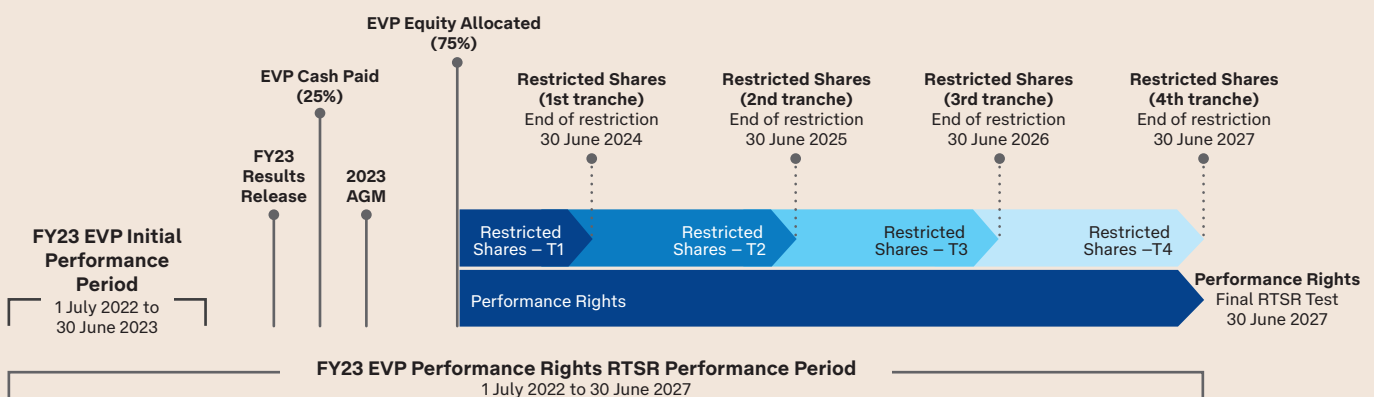 EVP Equity Allocated
(75%)
EVP Cash Paid
(25%)
Restricted Shares
(1st tranche)
End of restriction
30 June 2024
Restricted Shares
(2nd tranche)
End of restriction
30 June 2025
Restricted Shares
(3rd tranche)
End of restriction
30 June 2026
Restricted Shares
(4th tranche)
End of restriction
30 June 2027
FY23
Results
Release
2023
AGM
FY23 EVP Initial
Performance
Period
1 July 2022 to
30 June 2023
Restricted
Shares – T1
Restricted
Shares – T2
Restricted
Shares – T3
Restricted
Shares –T4
Performance Rights
Performance Rights
Final RTSR Test
30 June 2027
FY23 EVP Performance Rights RTSR Performance Period
1 July 2022 to 30 June 2027